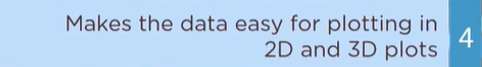 Makes the data easy for plotting in
2D and 3D plots
4